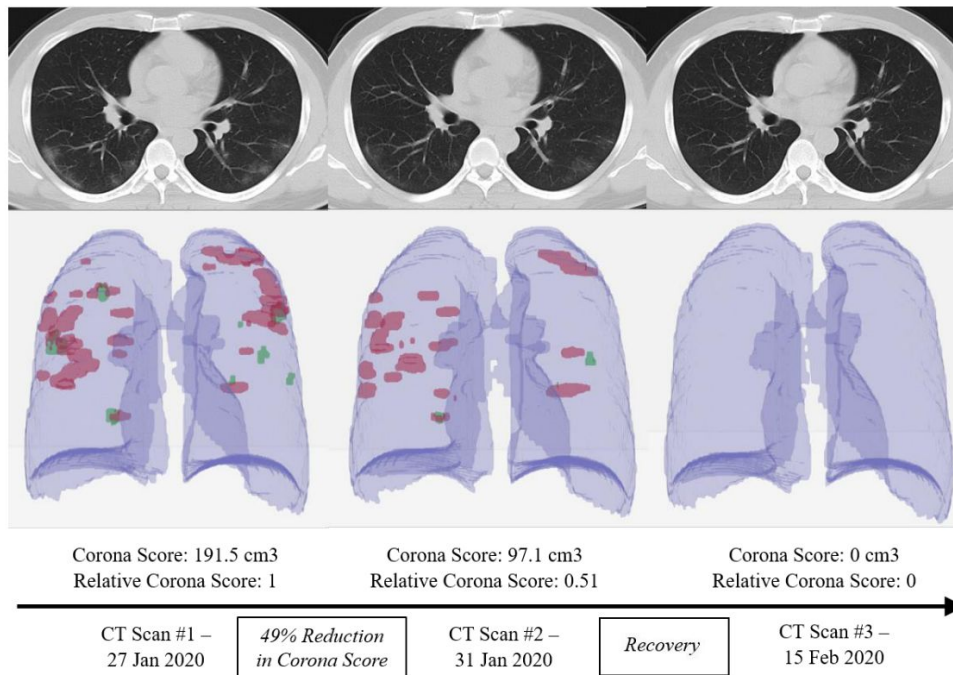 Corona Score: 191.5 cm3
Relative Corona Score: 1
Corona Score: 97.1 cm3
Relative Corona Score: 0.51
Corona Score: 0 cm3
Relative Corona Score: 0
CT Scan #1 –
27 Jan 2020
49% Reduction
in Corona Score
CT Scan #2 –
31 Jan 2020
Recovery
CT Scan #3 –
15 Feb 2020